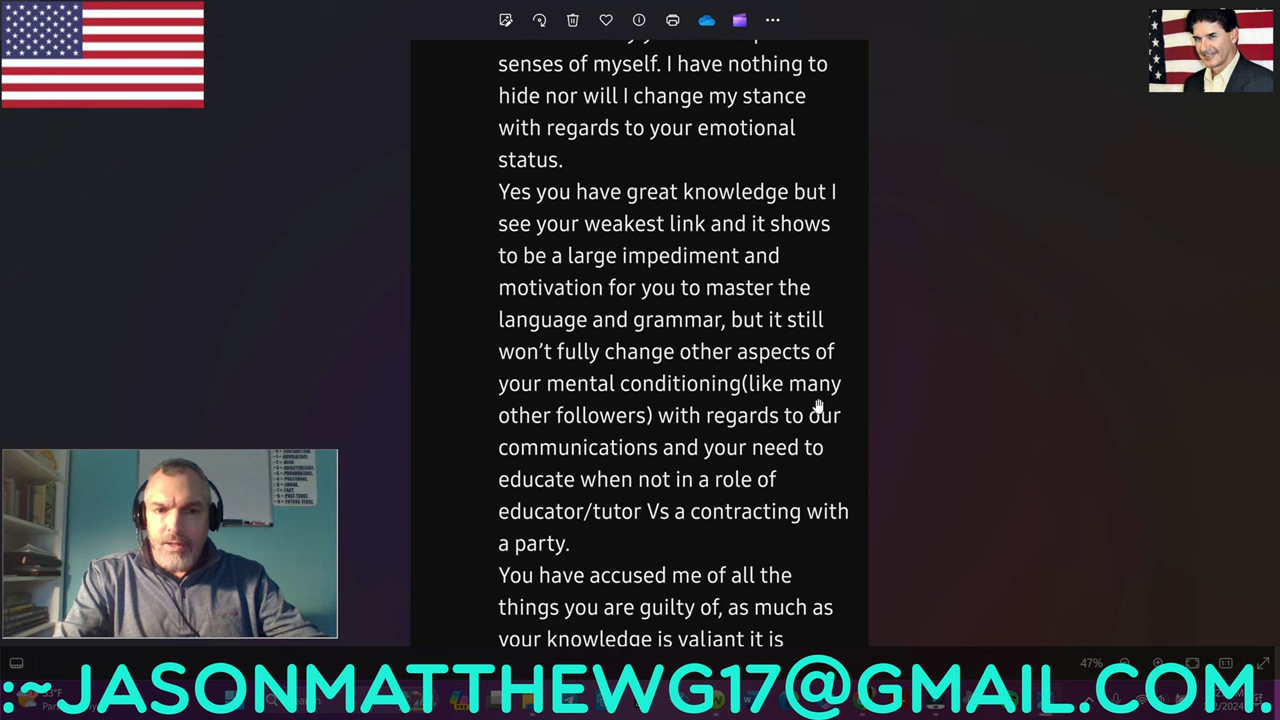 senses of myself. I have nothing to
hide nor will I change my stance
with regards to your emotional
status.
Yes you have great knowledge but I
see your weakest link and it shows
to be a large impediment and
motivation for you to master the
language and grammar, but it still
won't fully change other aspects of
your mental conditioning(like many
other followers) with regards to our
communications and your need to
educate when not in a role of
educator/tutor Vs a contracting with
a party.
You have accused me of all the
things you are guilty of, as much as
your knowledge is valiant it is
47%
:~ JASONMATTHEWG17@GMAIL.COM.